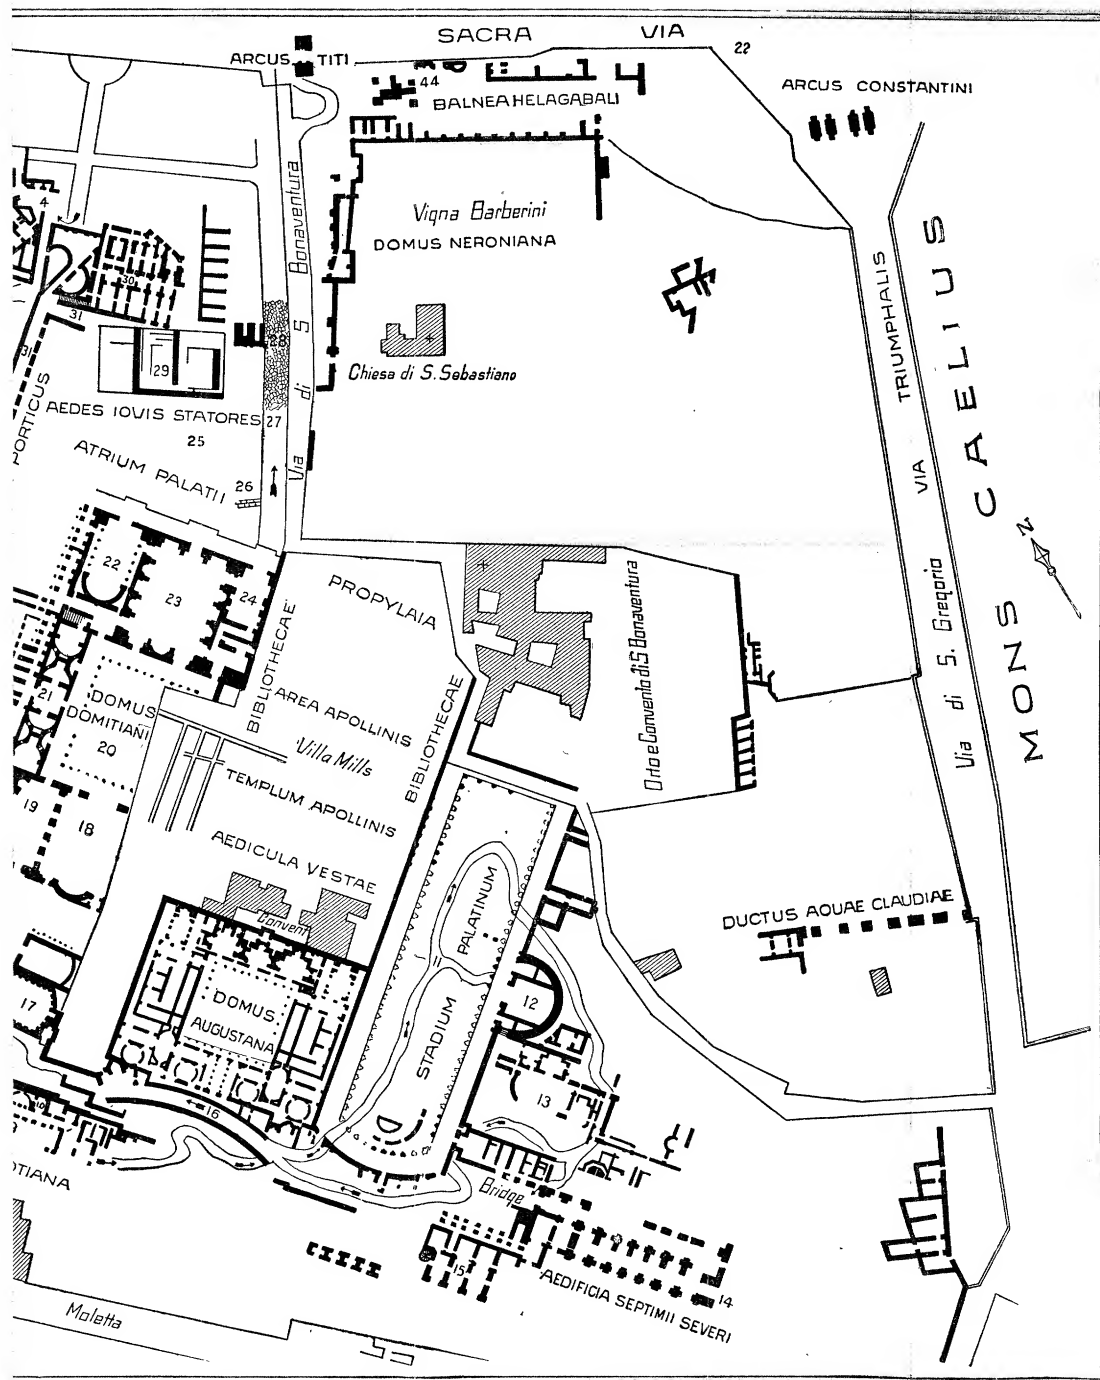 SACRA VIA
22
ARCUS TITI
44
BALNEA HELAGABALI
ARCUS CONSTANTINI
4
Vigna Barberini
DOMUS NERONIANA
Via di S Bonaventura
30
31
31
28
29
Chiesa di S. Sebastiano
PORTICUS
AEDES IOVIS STATORES
27
25
ATRIUM PALATII
26
VIA TRIUMPHALIS
MONS CAELIUS
N
Via di S. Gregorio
22
23
24
PROPYLAIA
BIBLIOTHECAE
AREA APOLLINIS
BIBLIOTHECAE
Orto e Convento di S Bonaventura
21
DOMUS
DOMITIANI
20
Villa Mills
TEMPLUM APOLLINIS
19
18
AEDICULA VESTAE
Convent
STADIUM PALATINUM
DUCTUS AQUAE CLAUDIAE
17
DOMUS
AUGUSTANA
12
13
16
OTIANA
Bridge
15
14
AEDIFICIA SEPTIMII SEVERI
Moletta